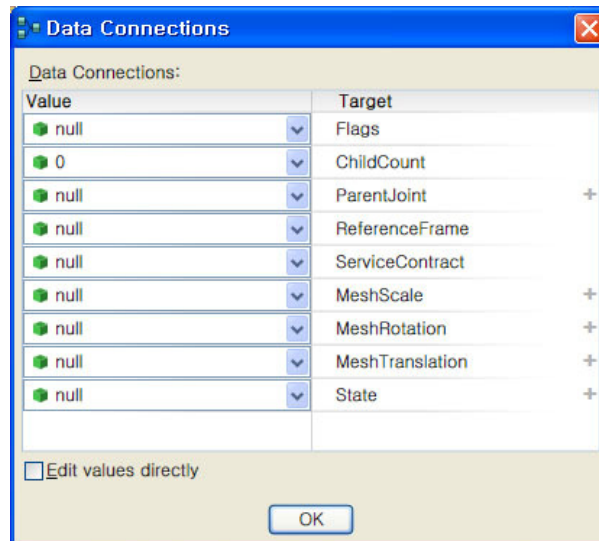 Data Connections
Data Connections:
Value Target
null Flags
0 ChildCount
null ParentJoint +
null ReferenceFrame
null ServiceContract
null MeshScale +
null MeshRotation +
null MeshTranslation +
null State +
Edit values directly
OK